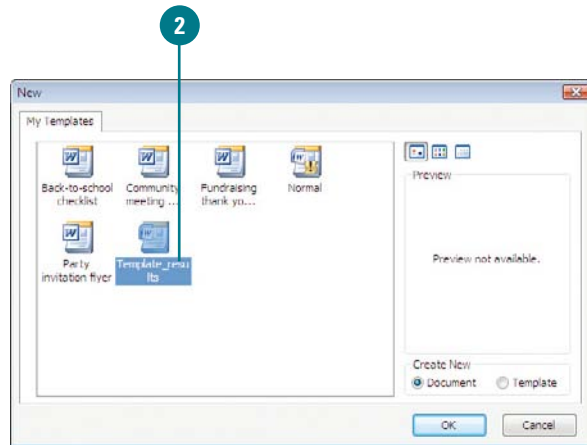 2
New
My Templates
Back-to-school
checklist
Community
meeting ...
Fundraising
thank yo...
Normal
Party
invitation flyer
Template_resu
lts
Preview
Preview not available.
Create New
Document
Template
OK
Cancel